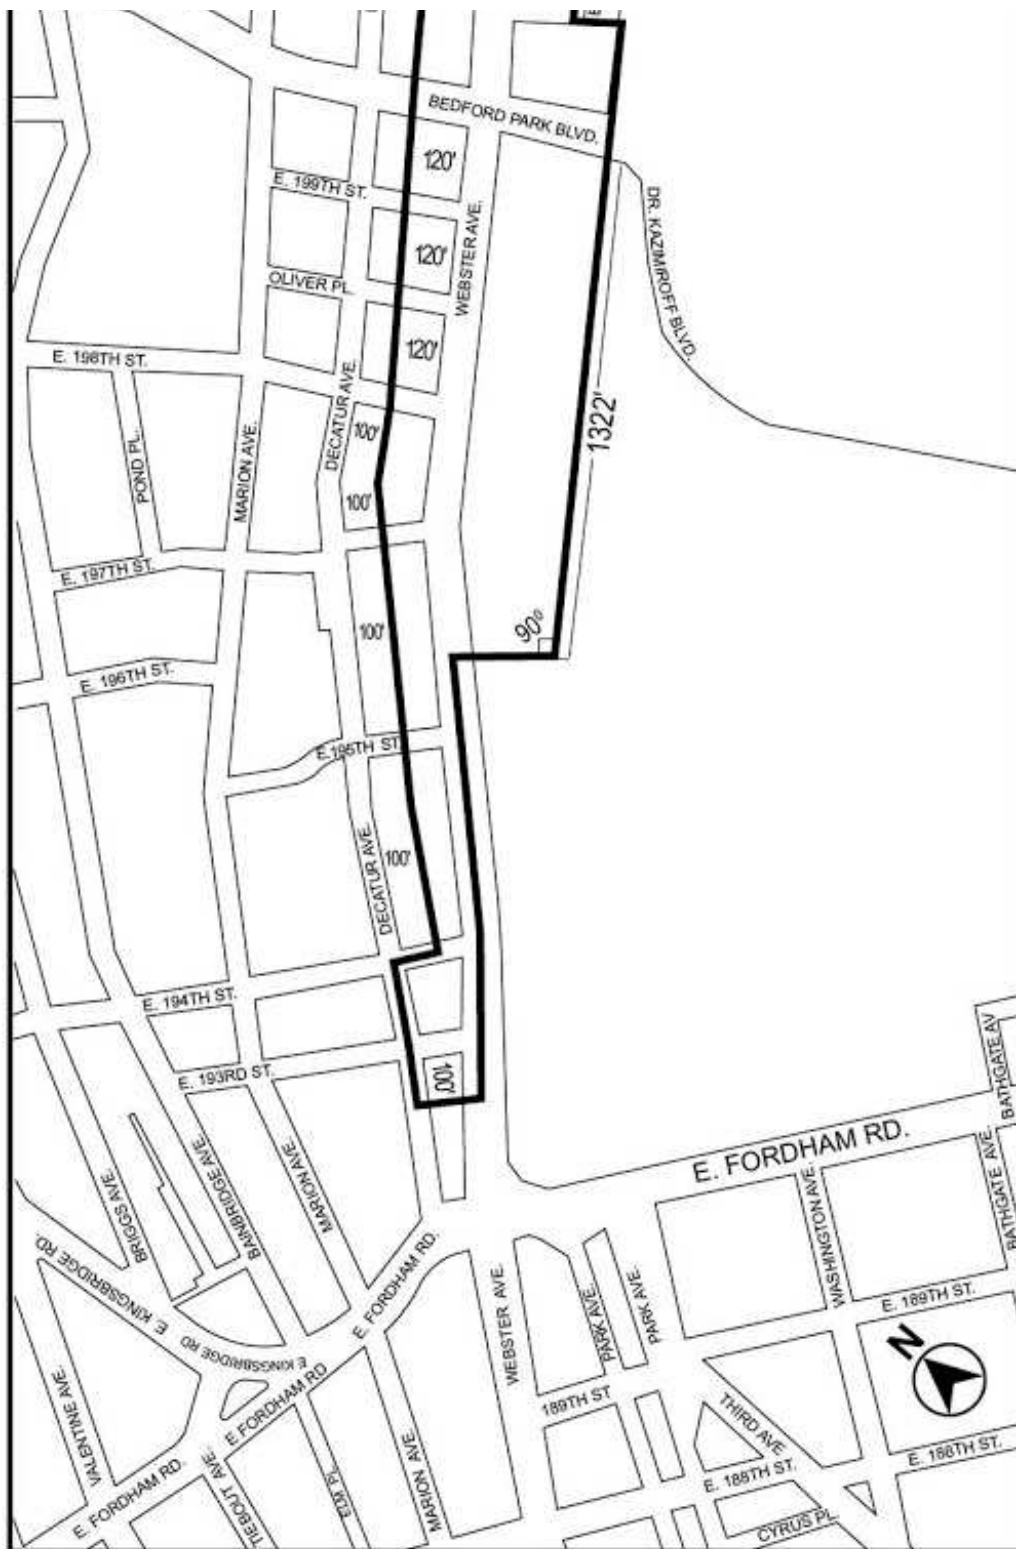 BEDFORD PARK BLVD.
120'
E. 199TH ST.
DR. KAZIMIROFF BLVD.
WEBSTER AVE.
120'
OLIVER PL.
120'
E. 198TH ST.
DECATUR AVE.
1322'
100'
POND PL.
MARION AVE.
100'
E. 197TH ST.
90°
100'
E. 196TH ST.
E. 195TH ST.
DECATUR AVE.
100'
E. 194TH ST.
BATHGATE AV
E. 193RD ST.
100'
E. FORDHAM RD.
BRIGGS AVE.
BAINBRIDGE AVE.
MARION AVE.
WASHINGTON AVE.
BATHGATE AVE.
E. KINGSBRIDGE RD.
E. KINGSBRIDGE RD
E KINGSBRIDGE RD
E. FORDHAM RD.
WEBSTER AVE.
PARK AVE.
PARK AVE.
E. 189TH ST.
N
VALENTINE AVE.
E FORDHAM RD
189TH ST
THIRD AVE
E. FORDHAM RD.
TIEBOUT AVE.
ELM PL.
MARION AVE.
E. 188TH ST.
E. 188TH ST.
CYRUS PL.